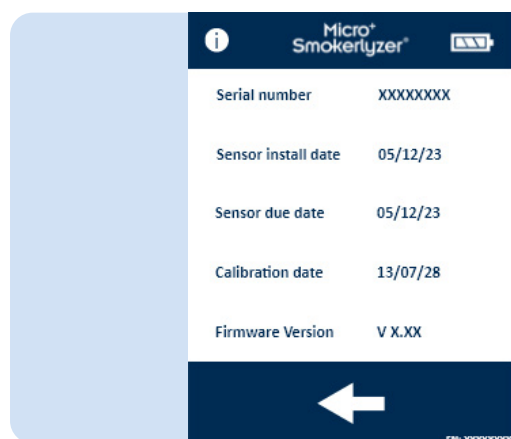 Micro+
Smokerlyzer®
Serial number XXXXXXXX
Sensor install date 05/12/23
Sensor due date 05/12/23
Calibration date 13/07/28
Firmware Version V X.XX